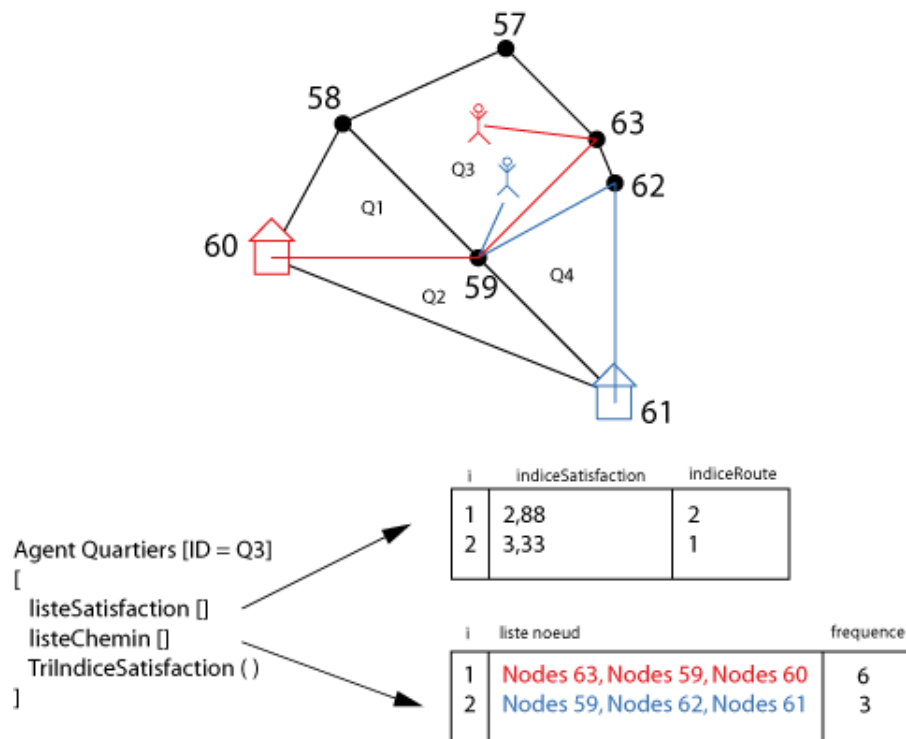 57
58
63
Q3
62
Q1
60
59
Q4
Q2
61
i indiceSatisfaction indiceRoute
1 2,88 2
2 3,33 1
Agent Quartiers [ID = Q3]
[
listeSatisfaction []
listeChemin []
TriIndiceSatisfaction ( )
]
i liste noeud frequence
1 Nodes 63, Nodes 59, Nodes 60 6
2 Nodes 59, Nodes 62, Nodes 61 3